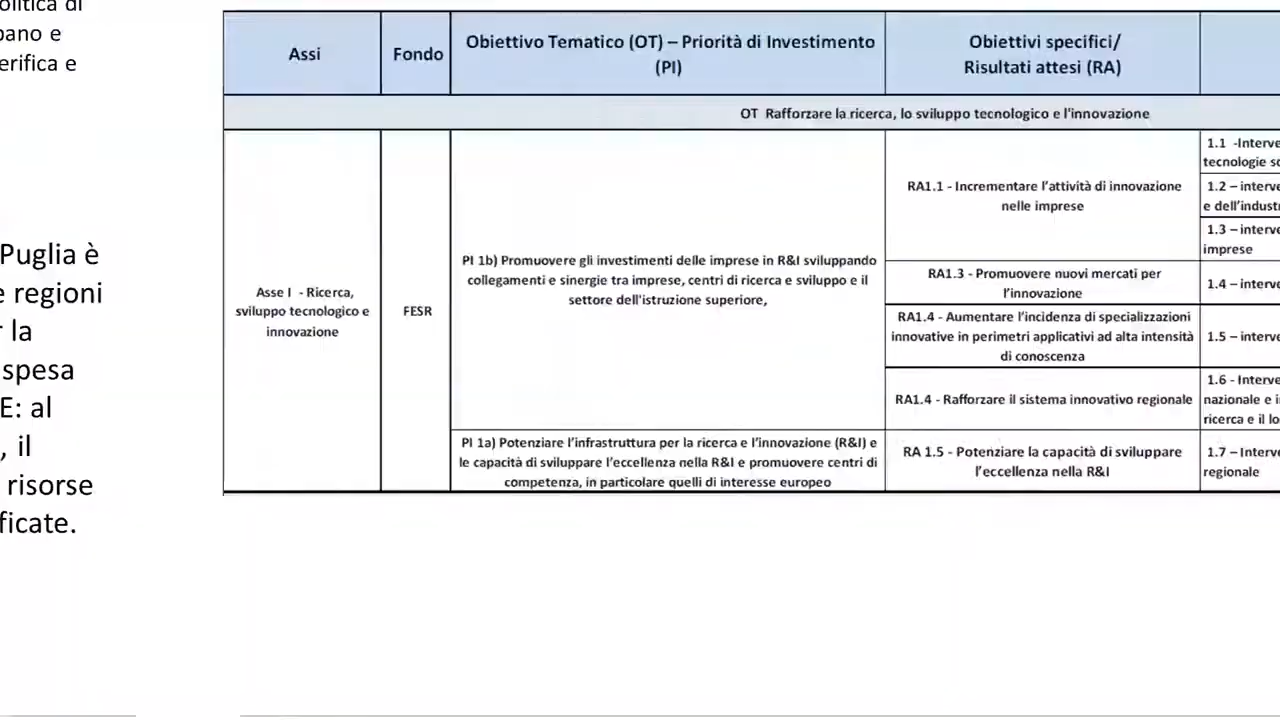 olitica di
pano e
erifica e
Puglia è
e regioni
r la
spesa
E: al
, il
risorse
ficate.
Assi
Fondo
Obiettivo Tematico (OT) – Priorità di Investimento
(PI)
Obiettivi specifici/
Risultati attesi (RA)
OT Rafforzare la ricerca, lo sviluppo tecnologico e l'innovazione
Asse I - Ricerca,
sviluppo tecnologico e
innovazione
FESR
PI 1b) Promuovere gli investimenti delle imprese in R&I sviluppando
collegamenti e sinergie tra imprese, centri di ricerca e sviluppo e il
settore dell'istruzione superiore,
RA1.1 - Incrementare l’attività di innovazione
nelle imprese
1.1 -Interve
tecnologie so
1.2 – interve
e dell’industr
1.3 – interve
imprese
RA1.3 - Promuovere nuovi mercati per
l’innovazione
1.4 – interve
RA1.4 - Aumentare l’incidenza di specializzazioni
innovative in perimetri applicativi ad alta intensità
di conoscenza
1.5 – interve
RA1.4 - Rafforzare il sistema innovativo regionale
1.6 - Interve
nazionale e i
ricerca e il lo
PI 1a) Potenziare l’infrastruttura per la ricerca e l’innovazione (R&I) e
le capacità di sviluppare l’eccellenza nella R&I e promuovere centri di
competenza, in particolare quelli di interesse europeo
RA 1.5 - Potenziare la capacità di sviluppare
l’eccellenza nella R&I
1.7 – Interve
regionale